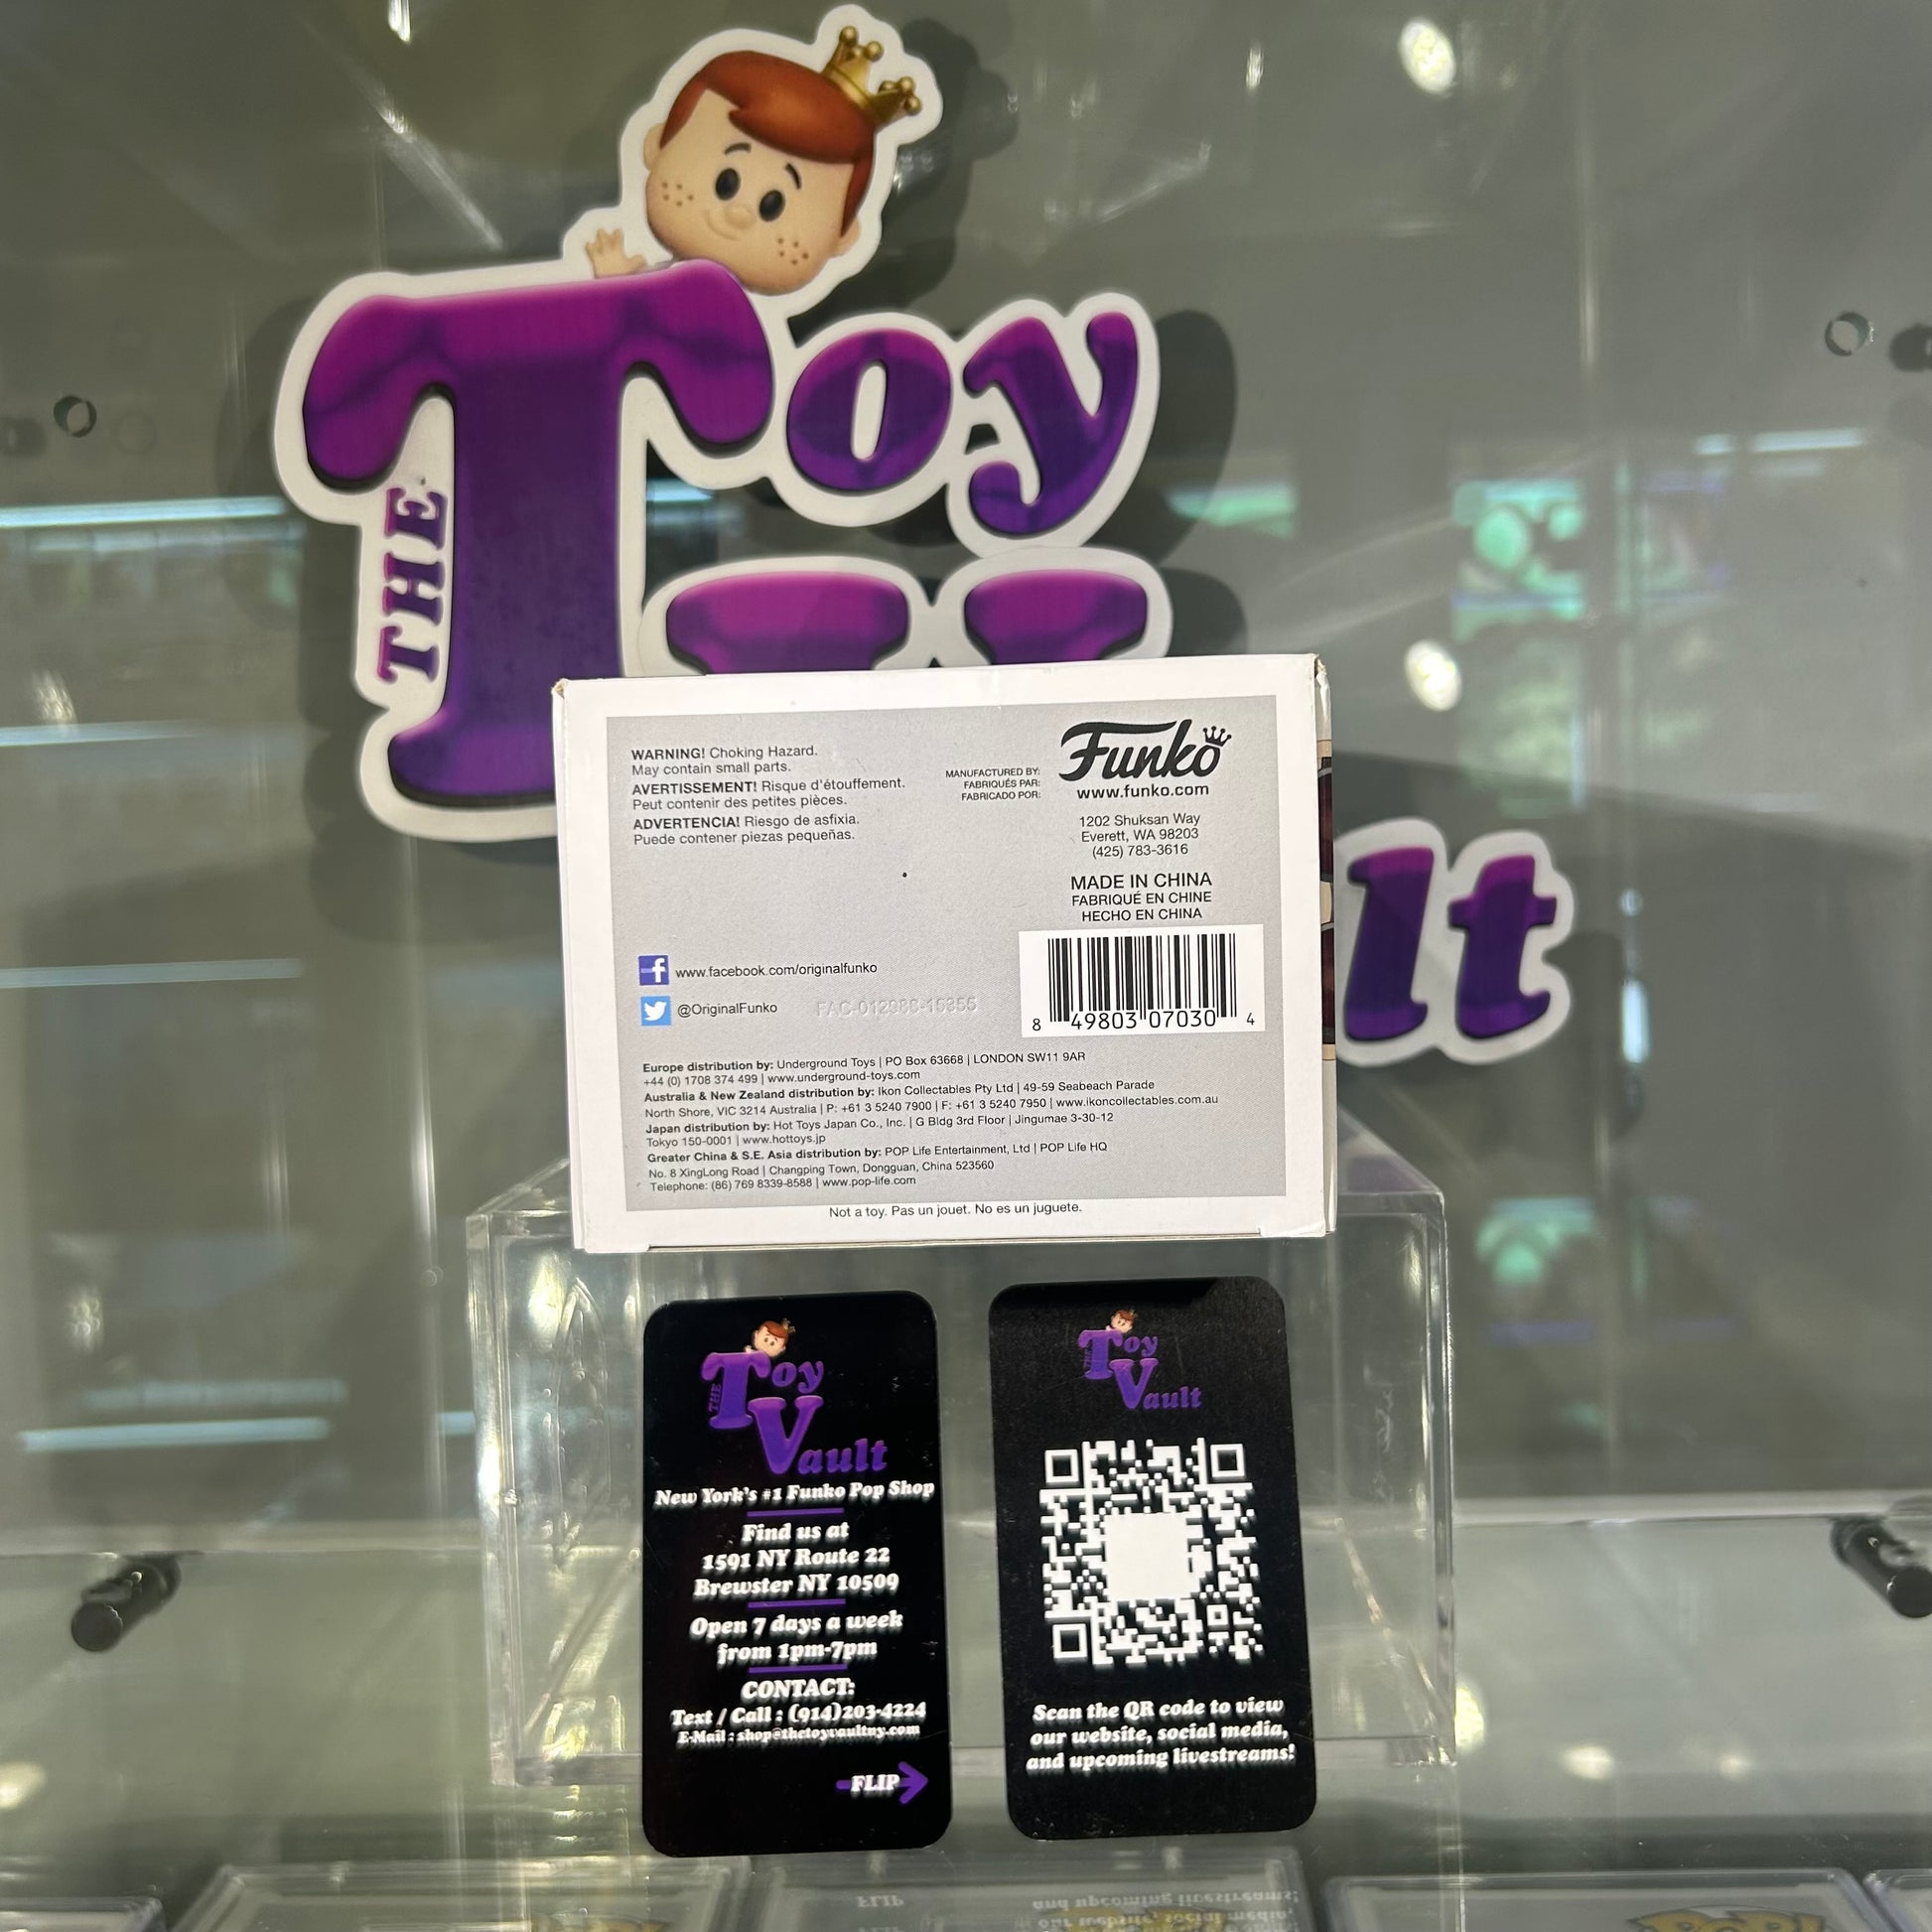 THE Toy
lt
WARNING! Choking Hazard.
May contain small parts.
AVERTISSEMENT! Risque d'étouffement.
Peut contenir des petites pièces.
ADVERTENCIA! Riesgo de asfixia.
Puede contener piezas pequeñas.
MANUFACTURED BY:
FABRIQUÉS PAR:
FABRICADO POR:
Funko
www.funko.com
1202 Shuksan Way
Everett, WA 98203
(425) 783-3616
MADE IN CHINA
FABRIQUÉ EN CHINE
HECHO EN CHINA
www.facebook.com/originalfunko
@OriginalFunko
8 49803 07030 4
Europe distribution by: Underground Toys | PO Box 63668 | LONDON SW11 9AR
+44 (0) 1708 374 499 | www.underground-toys.com
Australia & New Zealand distribution by: Ikon Collectables Pty Ltd | 49-59 Seabeach Parade
North Shore, VIC 3214 Australia | P: +61 3 5240 7900 | F: +61 3 5240 7950 | www.ikoncollectables.com.au
Japan distribution by: Hot Toys Japan Co., Inc. | G Bldg 3rd Floor | Jingumae 3-30-12
Tokyo 150-0001 | www.hottoys.jp
Greater China & S.E. Asia distribution by: POP Life Entertainment, Ltd | POP Life HQ
No. 8 XingLong Road | Changping Town, Dongguan, China 523560
Telephone: (86) 769 8339-8588 | www.pop-life.com
Not a toy. Pas un jouet. No es un juguete.
THE Toy
Vault
New York's #1 Funko Pop Shop
Find us at
1591 NY Route 22
Brewster NY 10509
Open 7 days a week
from 1pm-7pm
CONTACT:
Text / Call : (914)203-4224
E-Mail : shop@thetoyvaultny.com
FLIP
THE Toy
Vault
Scan the QR code to view
our website, social media,
and upcoming livestreams!